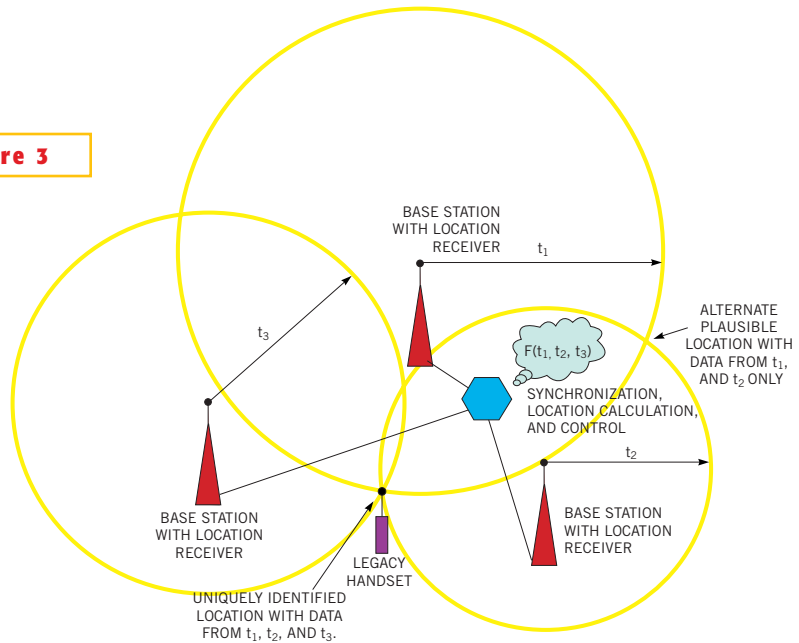 re 3
BASE STATION
WITH LOCATION
RECEIVER
t1
t3
F(t1, t2, t3)
ALTERNATE
PLAUSIBLE
LOCATION WITH
DATA FROM t1,
AND t2 ONLY
SYNCHRONIZATION,
LOCATION CALCULATION,
AND CONTROL
t2
BASE STATION
WITH LOCATION
RECEIVER
BASE STATION
WITH LOCATION
RECEIVER
LEGACY
HANDSET
UNIQUELY IDENTIFIED
LOCATION WITH DATA
FROM t1, t2, AND t3.